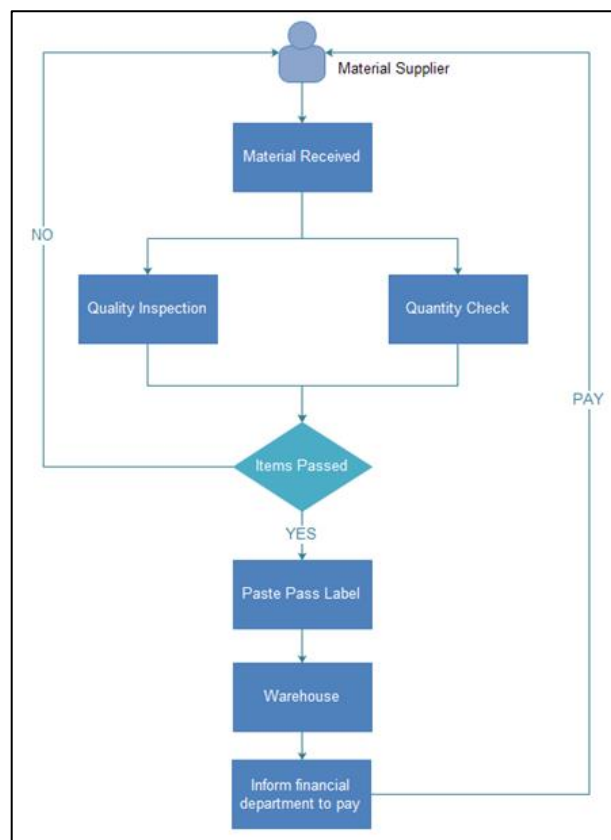 Material Supplier
Material Received
NO
Quality Inspection
Quantity Check
PAY
Items Passed
YES
Paste Pass Label
Warehouse
Inform financial
department to pay